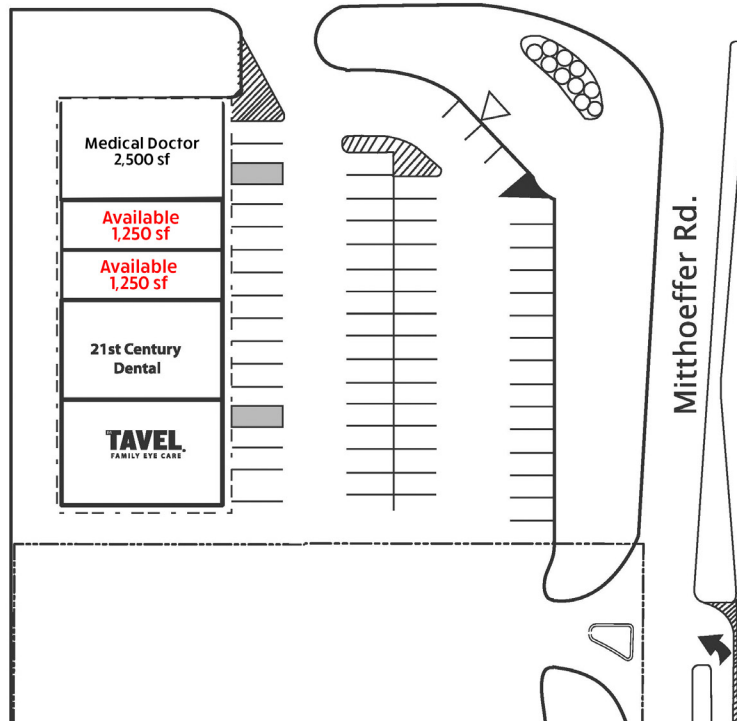 Medical Doctor
2,500 sf
Available
1,250 sf
Available
1,250 sf
21st Century
Dental
TAVEL
FAMILY EYE CARE
Mitthoeffer Rd.